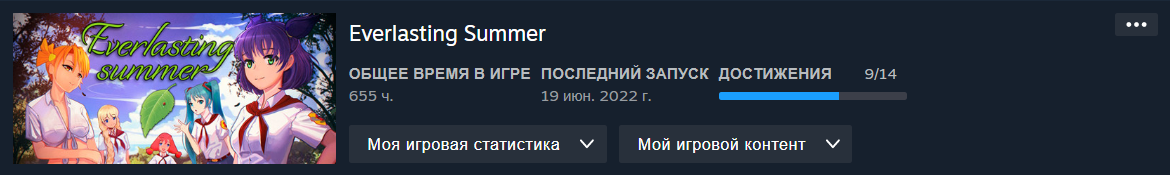 Everlasting
summer
Everlasting Summer
ОБЩЕЕ ВРЕМЯ В ИГРЕ ПОСЛЕДНИЙ ЗАПУСК ДОСТИЖЕНИЯ 9/14
655 ч. 19 июн. 2022 г.
Моя игровая статистика Мой игровой контент